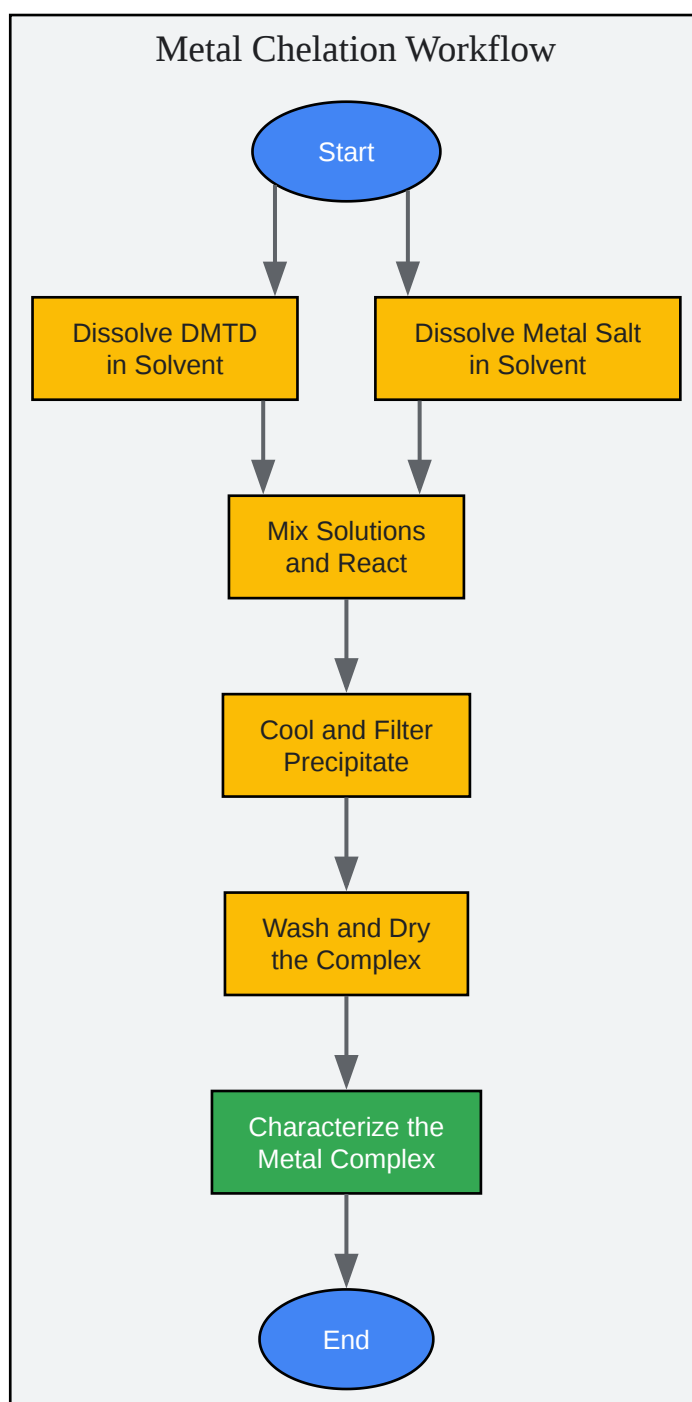 Metal Chelation Workflow
Start
Dissolve DMTD
in Solvent
Dissolve Metal Salt
in Solvent
Mix Solutions
and React
Cool and Filter
Precipitate
Wash and Dry
the Complex
Characterize the
Metal Complex
End